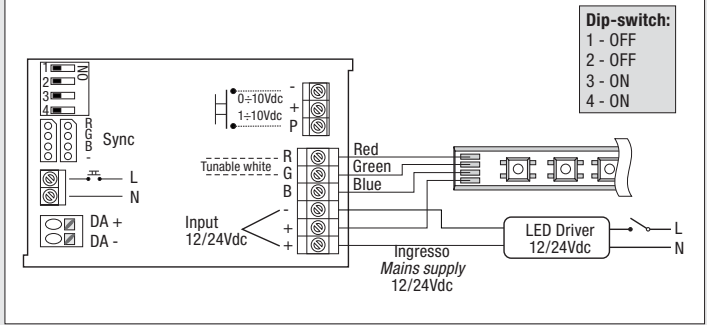 Dip-switch:
1 - OFF
2 - OFF
3 - ON
4 - ON
1
2
3
4
NO
R
G
B
-
Sync
L
N
DA +
DA -
0÷10Vdc
1÷10Vdc
-
+
P
Tunable white
R
G
B
-
+
+
Input
12/24Vdc
Red
Green
Blue
Ingresso
Mains supply
12/24Vdc
LED Driver
12/24Vdc
L
N